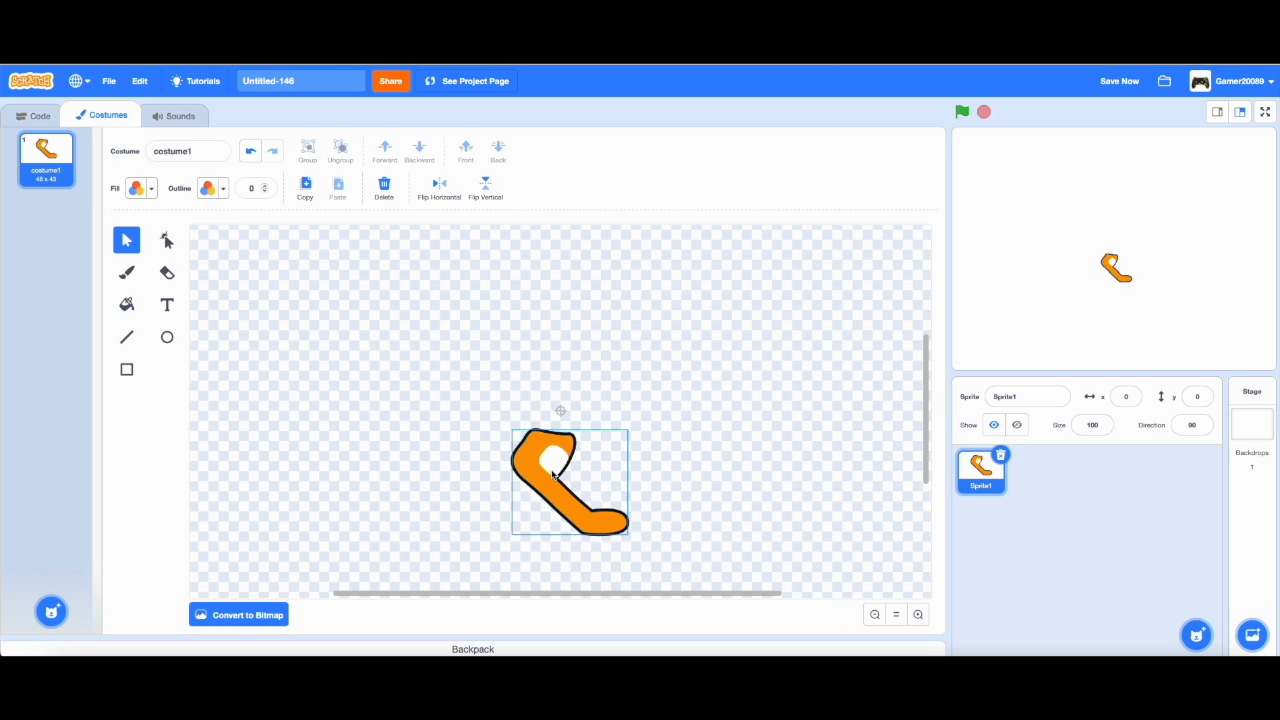 SCRATCH
File
Edit
Tutorials
Untitled-146
Share
See Project Page
Save Now
Gamer20089
Code
Costumes
Sounds
1
costume1
48 x 43
Costume
costume1
Group
Ungroup
Forward
Backward
Front
Back
Fill
Outline
0
Copy
Paste
Delete
Flip Horizontal
Flip Vertical
T
Convert to Bitmap
Backpack
Sprite
Sprite1
x
0
y
0
Show
Size
100
Direction
90
Sprite1
Stage
Backdrops
1